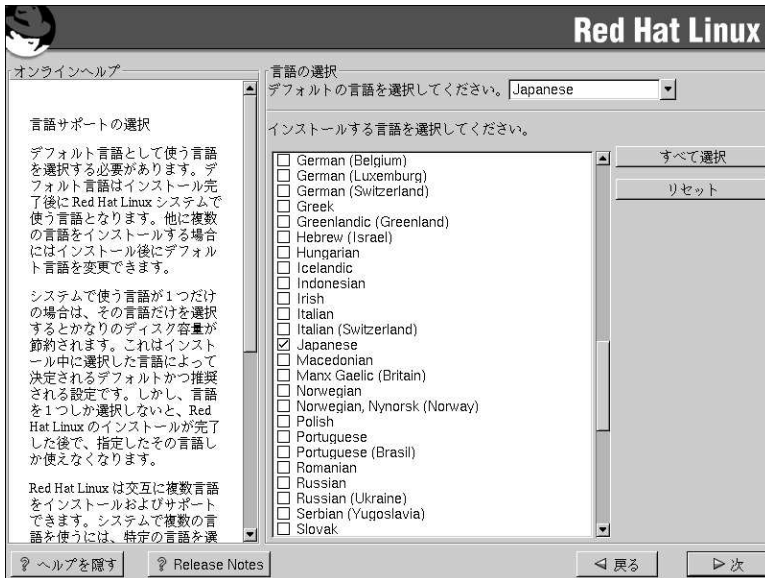 Red Hat Linux
オンラインヘルプ
言語サポートの選択
デフォルト言語として使う言語
を選択する必要があります。デ
フォルト言語はインストール完
了後に Red Hat Linux システムで
使う言語となります。他に複数
の言語をインストールする場合
にはインストール後にデフォル
ト言語を変更できます。
システムで使う言語が1つだけ
の場合は、その言語だけを選択
するとかなりのディスク容量が
節約されます。これはインスト
ール中に選択した言語によって
決定されるデフォルトかつ推奨
される設定です。しかし、言語
を1つしか選択しないと、Red
Hat Linux のインストールが完了
した後で、指定したその言語し
か使えなくなります。
Red Hat Linux は交互に複数言語
をインストールおよびサポート
できます。システムで複数の言
語を使うには、特定の言語を選
言語の選択
デフォルトの言語を選択してください。 Japanese
インストールする言語を選択してください。
German (Belgium)
German (Luxemburg)
German (Switzerland)
Greek
Greenlandic (Greenland)
Hebrew (Israel)
Hungarian
Icelandic
Indonesian
Irish
Italian
Italian (Switzerland)
Japanese
Macedonian
Manx Gaelic (Britain)
Norwegian
Norwegian, Nynorsk (Norway)
Polish
Portuguese
Portuguese (Brasil)
Romanian
Russian
Russian (Ukraine)
Serbian (Yugoslavia)
Slovak
すべて選択
リセット
ヘルプを隠す
Release Notes
戻る
次